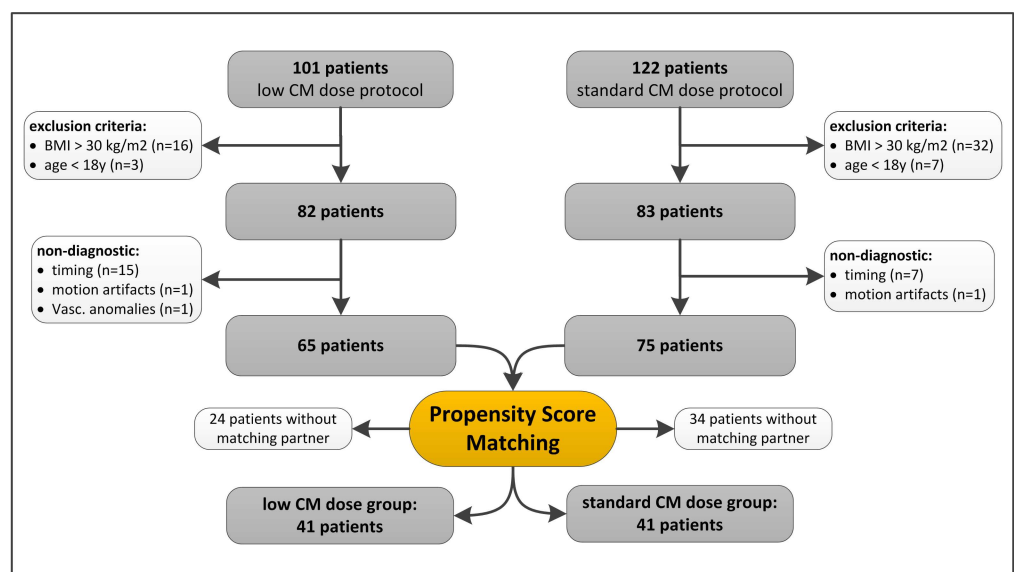 101 patients
low CM dose protocol
122 patients
standard CM dose protocol
exclusion criteria:
• BMI > 30 kg/m2 (n=16)
• age < 18y (n=3)
exclusion criteria:
• BMI > 30 kg/m2 (n=32)
• age < 18y (n=7)
82 patients
83 patients
non-diagnostic:
• timing (n=15)
• motion artifacts (n=1)
• Vasc. anomalies (n=1)
non-diagnostic:
• timing (n=7)
• motion artifacts (n=1)
65 patients
75 patients
Propensity Score
Matching
24 patients without
matching partner
34 patients without
matching partner
low CM dose group:
41 patients
standard CM dose group:
41 patients